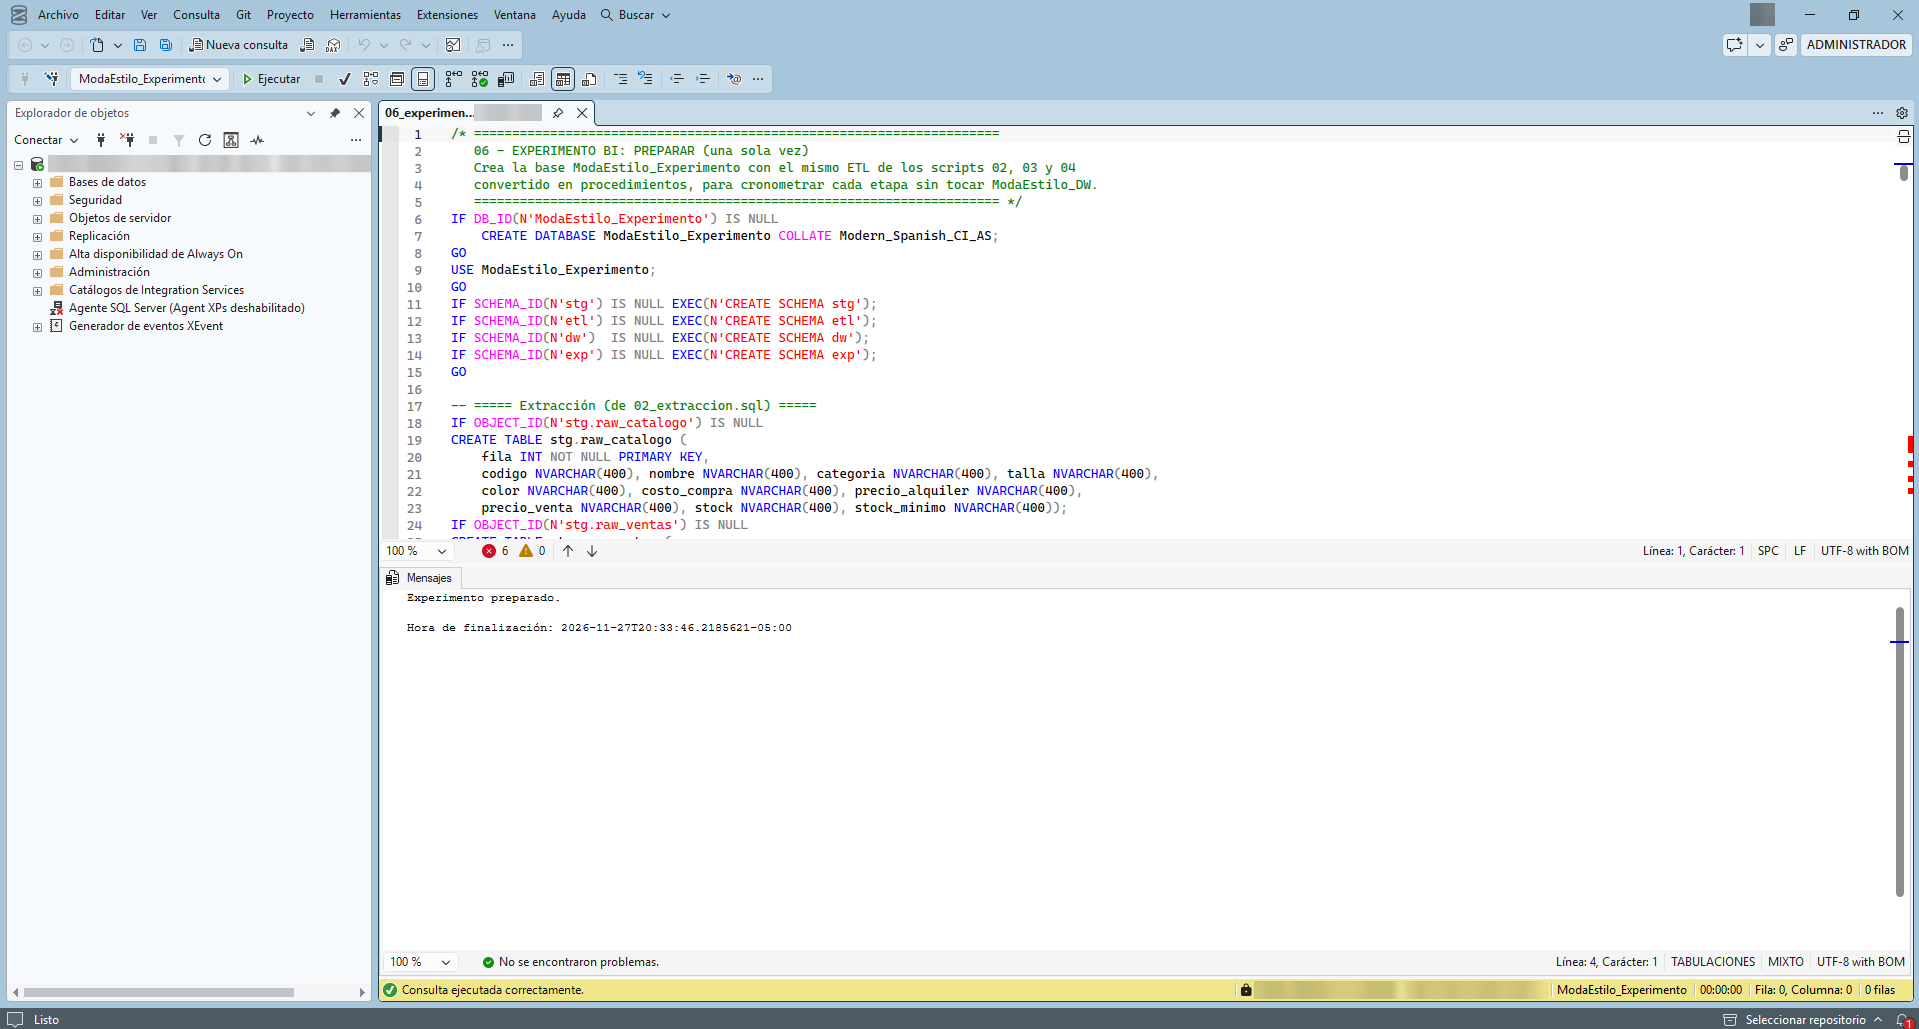 Archivo Editar Ver Consulta Git Proyecto Herramientas Extensiones Ventana Ayuda Buscar
Nueva consulta ADMINISTRADOR
ModaEstilo_Experimento Ejecutar
Explorador de objetos
Conectar
Bases de datos
Seguridad
Objetos de servidor
Replicación
Alta disponibilidad de Always On
Administración
Catálogos de Integration Services
Agente SQL Server (Agent XPs deshabilitado)
Generador de eventos XEvent
06_experimen...
1 /* =====================================================================
2 06 - EXPERIMENTO BI: PREPARAR (una sola vez)
3 Crea la base ModaEstilo_Experimento con el mismo ETL de los scripts 02, 03 y 04
4 convertido en procedimientos, para cronometrar cada etapa sin tocar ModaEstilo_DW.
5 ===================================================================== */
6 IF DB_ID(N'ModaEstilo_Experimento') IS NULL
7 CREATE DATABASE ModaEstilo_Experimento COLLATE Modern_Spanish_CI_AS;
8 GO
9 USE ModaEstilo_Experimento;
10 GO
11 IF SCHEMA_ID(N'stg') IS NULL EXEC(N'CREATE SCHEMA stg');
12 IF SCHEMA_ID(N'etl') IS NULL EXEC(N'CREATE SCHEMA etl');
13 IF SCHEMA_ID(N'dw') IS NULL EXEC(N'CREATE SCHEMA dw');
14 IF SCHEMA_ID(N'exp') IS NULL EXEC(N'CREATE SCHEMA exp');
15 GO
16
17 -- ===== Extracción (de 02_extraccion.sql) =====
18 IF OBJECT_ID(N'stg.raw_catalogo') IS NULL
19 CREATE TABLE stg.raw_catalogo (
20 fila INT NOT NULL PRIMARY KEY,
21 codigo NVARCHAR(400), nombre NVARCHAR(400), categoria NVARCHAR(400), talla NVARCHAR(400),
22 color NVARCHAR(400), costo_compra NVARCHAR(400), precio_alquiler NVARCHAR(400),
23 precio_venta NVARCHAR(400), stock NVARCHAR(400), stock_minimo NVARCHAR(400));
24 IF OBJECT_ID(N'stg.raw_ventas') IS NULL
100 % 6 0 Línea: 1, Carácter: 1 SPC LF UTF-8 with BOM
Mensajes
Experimento preparado.
Hora de finalización: 2026-11-27T20:33:46.2185621-05:00
100 % No se encontraron problemas. Línea: 4, Carácter: 1 TABULACIONES MIXTO UTF-8 with BOM
Consulta ejecutada correctamente. ModaEstilo_Experimento 00:00:00 Fila: 0, Columna: 0 0 filas
Listo Seleccionar repositorio 1